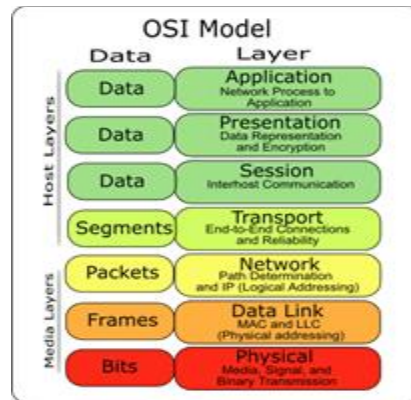 OSI Model
Data Layer
Host Layers
Data
Application
Network Process to
Application
Data
Presentation
Data Representation
and Encryption
Data
Session
Interhost Communication
Segments
Transport
End-to-End Connections
and Reliability
Media Layers
Packets
Network
Path Determination
and IP (Logical Addressing)
Frames
Data Link
MAC and LLC
(Physical addressing)
Bits
Physical
Media, Signal, and
Binary Transmission